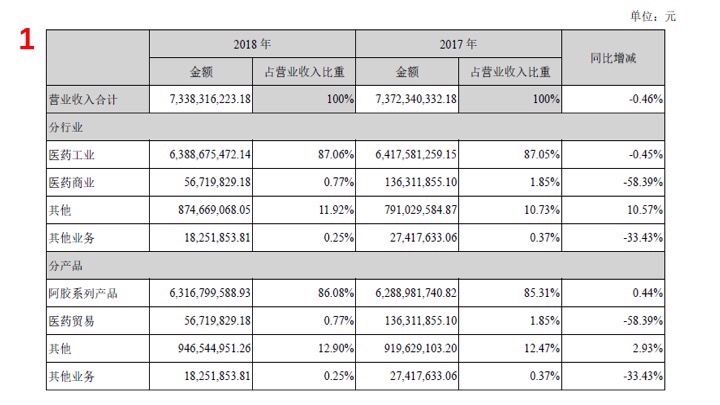 单位：元
1
2018 年 2017 年 同比增减
金额 占营业收入比重 金额 占营业收入比重
营业收入合计 7,338,316,223.18 100% 7,372,340,332.18 100% -0.46%
分行业
医药工业 6,388,675,472.14 87.06% 6,417,581,259.15 87.05% -0.45%
医药商业 56,719,829.18 0.77% 136,311,855.10 1.85% -58.39%
其他 874,669,068.05 11.92% 791,029,584.87 10.73% 10.57%
其他业务 18,251,853.81 0.25% 27,417,633.06 0.37% -33.43%
分产品
阿胶系列产品 6,316,799,588.93 86.08% 6,288,981,740.82 85.31% 0.44%
医药贸易 56,719,829.18 0.77% 136,311,855.10 1.85% -58.39%
其他 946,544,951.26 12.90% 919,629,103.20 12.47% 2.93%
其他业务 18,251,853.81 0.25% 27,417,633.06 0.37% -33.43%